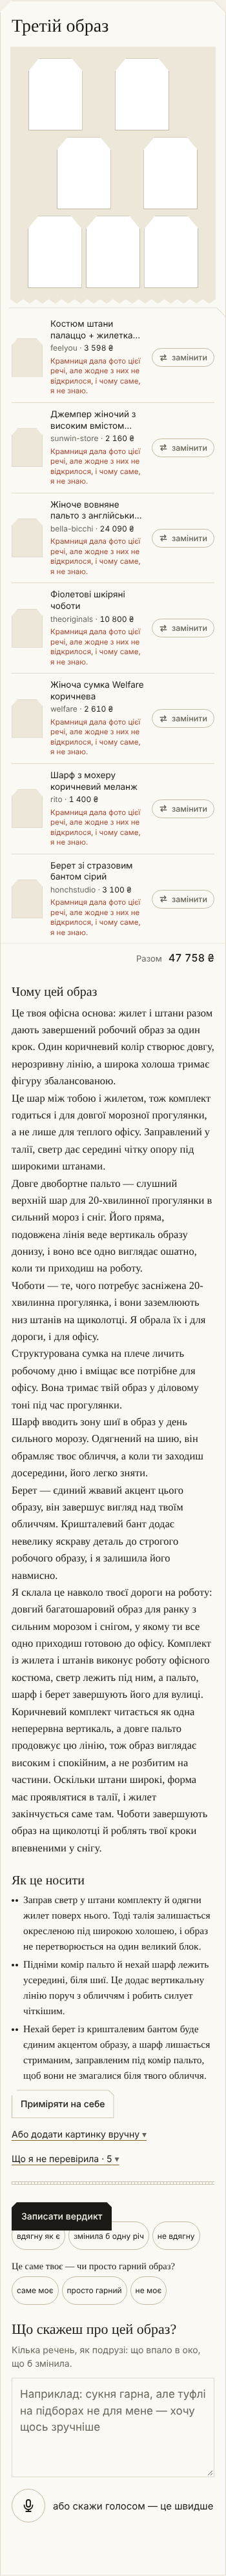 Третій образ
Костюм штани
палаццо + жилетка...
feelyou · 3 598 ₴
Крамниця дала фото цієї
речі, але жодне з них не
відкрилося, і чому саме,
я не знаю.
замінити
Джемпер жіночий з
високим вмістом...
sunwin-store · 2 160 ₴
Крамниця дала фото цієї
речі, але жодне з них не
відкрилося, і чому саме,
я не знаю.
замінити
Жіноче вовняне
пальто з англійськи...
bella-bicchi · 24 090 ₴
Крамниця дала фото цієї
речі, але жодне з них не
відкрилося, і чому саме,
я не знаю.
замінити
Фіолетові шкіряні
чоботи
theoriginals · 10 800 ₴
Крамниця дала фото цієї
речі, але жодне з них не
відкрилося, і чому саме,
я не знаю.
замінити
Жіноча сумка Welfare
коричнева
welfare · 2 610 ₴
Крамниця дала фото цієї
речі, але жодне з них не
відкрилося, і чому саме,
я не знаю.
замінити
Шарф з мохеру
коричневий меланж
rito · 1 400 ₴
Крамниця дала фото цієї
речі, але жодне з них не
відкрилося, і чому саме,
я не знаю.
замінити
Берет зі стразовим
бантом сірий
honchstudio · 3 100 ₴
Крамниця дала фото цієї
речі, але жодне з них не
відкрилося, і чому саме,
я не знаю.
замінити
Разом 47 758 ₴
Чому цей образ
Це твоя офісна основа: жилет і штани разом
дають завершений робочий образ за один
крок. Один коричневий колір створює довгу,
нерозривну лінію, а широка холоша тримає
фігуру збалансованою.
Це шар між тобою і жилетом, тож комплект
годиться і для довгої морозної прогулянки,
а не лише для теплого офісу. Заправлений у
талії, светр дає середині чітку опору під
широкими штанами.
Довге двобортне пальто — слушний
верхній шар для 20-хвилинної прогулянки в
сильний мороз і сніг. Його пряма,
подовжена лінія веде вертикаль образу
донизу, і воно все одно виглядає ошатно,
коли ти приходиш на роботу.
Чоботи — те, чого потребує засніжена 20-
хвилинна прогулянка, і вони заземлюють
низ штанів на щиколотці. Я обрала їх і для
дороги, і для офісу.
Структурована сумка на плече личить
робочому дню і вміщає все потрібне для
офісу. Вона тримає твій образ у діловому
тоні під час прогулянки.
Шарф вводить зону шиї в образ у день
сильного морозу. Одягнений на шию, він
обрамляє твоє обличчя, а коли ти заходиш
досередини, його легко зняти.
Берет — єдиний жвавий акцент цього
образу, він завершує вигляд над твоїм
обличчям. Кришталевий бант додає
невелику яскраву деталь до строгого
робочого образу, і я залишила його
навмисно.
Я склала це навколо твоєї дороги на роботу:
довгий багатошаровий образ для ранку з
сильним морозом і снігом, у якому ти все
одно приходиш готовою до офісу. Комплект
із жилета і штанів виконує роботу офісного
костюма, светр лежить під ним, а пальто,
шарф і берет завершують його для вулиці.
Коричневий комплект читається як одна
неперервна вертикаль, а довге пальто
продовжує цю лінію, тож образ виглядає
високим і спокійним, а не розбитим на
частини. Оскільки штани широкі, форма
має проявлятися в талії, і жилет
закінчується саме там. Чоботи завершують
образ на щиколотці й роблять твої кроки
впевненими у снігу.
Як це носити
Заправ светр у штани комплекту й одягни
жилет поверх нього. Тоді талія залишається
окресленою під широкою холошею, і образ
не перетворюється на один великий блок.
Підніми комір пальто й нехай шарф лежить
усередині, біля шиї. Це додає вертикальну
лінію поруч з обличчям і робить силует
чіткішим.
Нехай берет із кришталевим бантом буде
єдиним акцентом образу, а шарф лишається
стриманим, заправленим під комір пальто,
щоб вони не змагалися біля твого обличчя.
Приміряти на себе
Або додати картинку вручну ▾
Що я не перевірила · 5 ▾
Записати вердикт
вдягну як є
змінила б одну річ
не вдягну
Це саме твоє — чи просто гарний образ?
саме моє
просто гарний
не моє
Що скажеш про цей образ?
Кілька речень, як подрузі: що впало в око,
що б змінила.
Наприклад: сукня гарна, але туфлі
на підборах не для мене — хочу
щось зручніше
або скажи голосом — це швидше